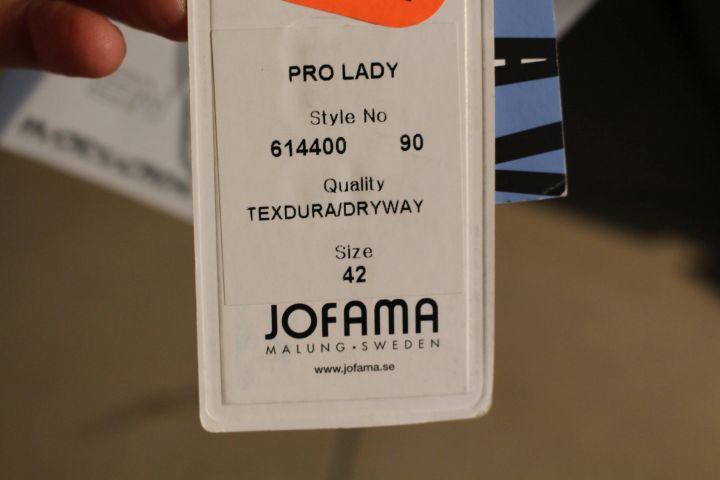 PRO LADY
Style No
614400 90
Quality
TEXDURA/DRYWAY
Size
42
JOFAMA
MALUNG • SWEDEN
www.jofama.se